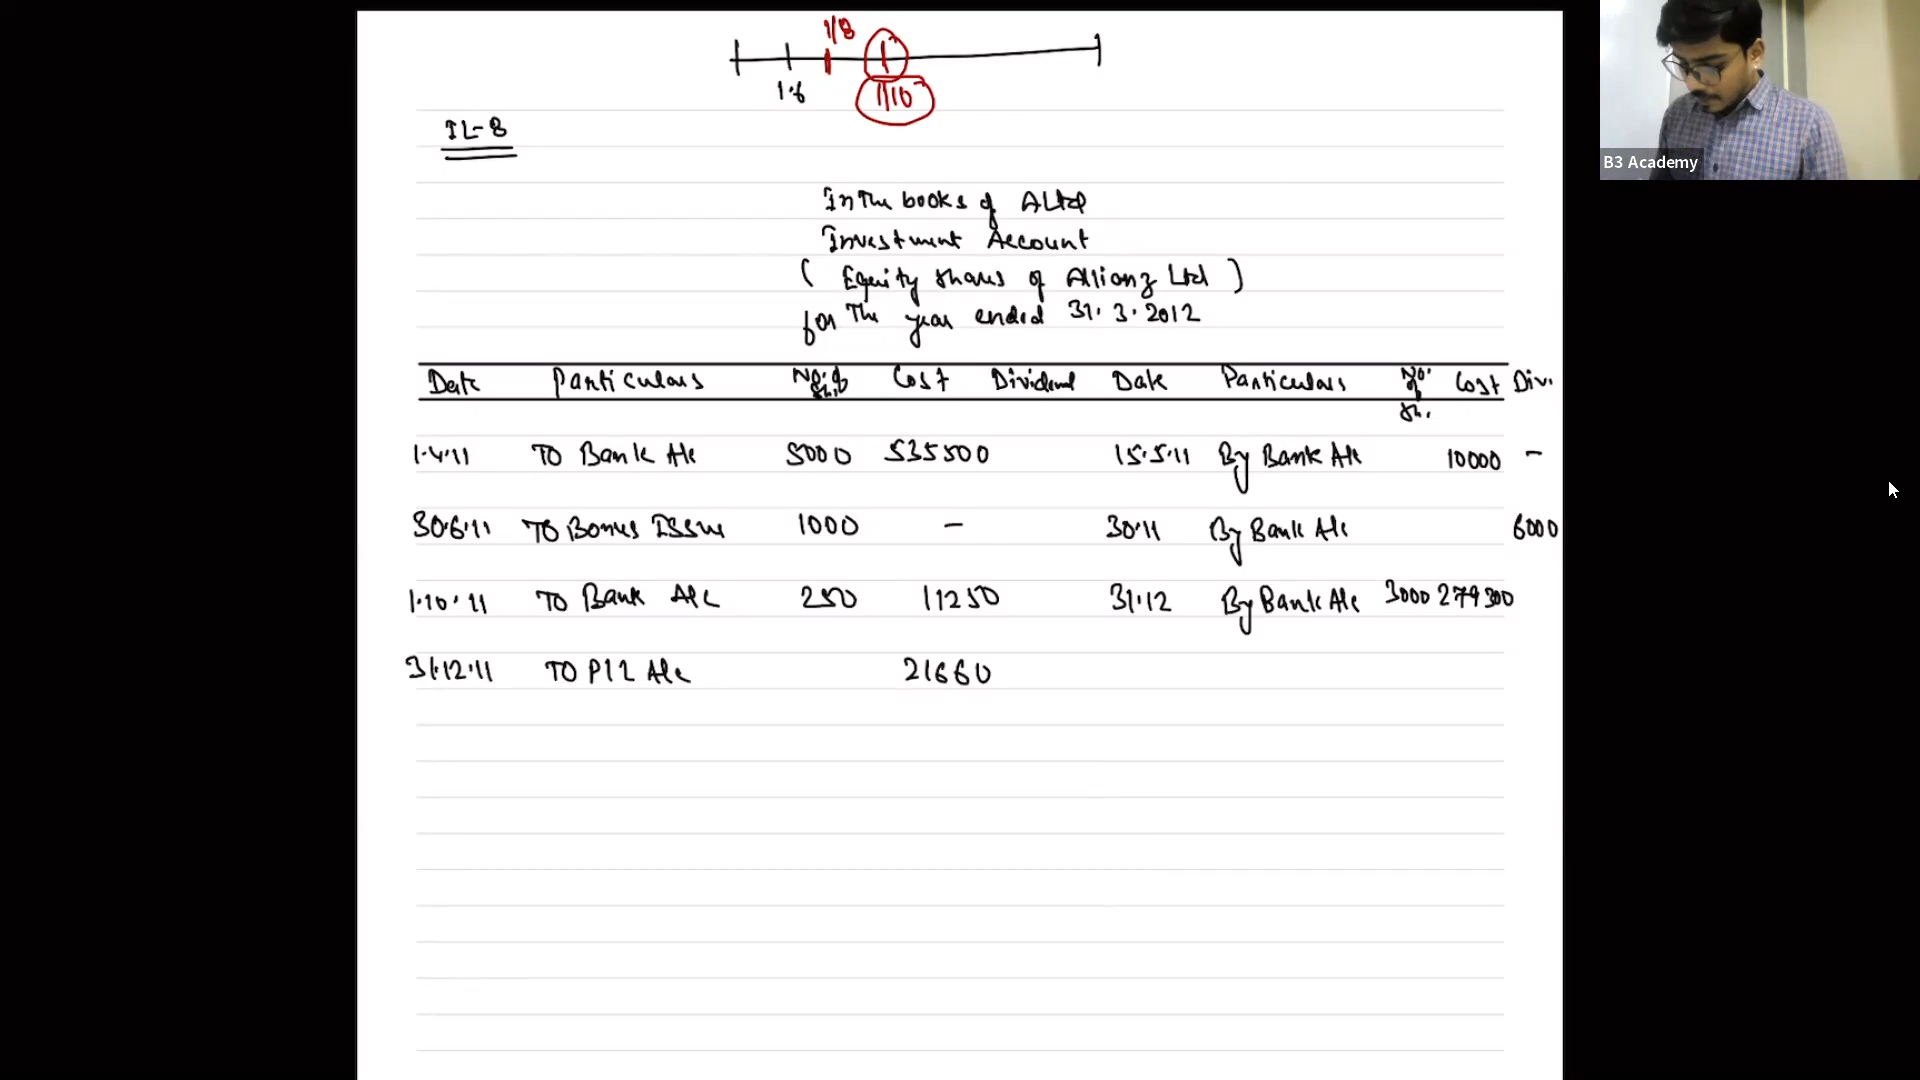 1/8
1.6
1/10
IL-8
In The books of A Ltd
Investment Account
( Equity shares of Allianz Ltd )
for The year ended 31.3.2012
Date Particulars No. of Sh. Cost Dividend Date Particulars No. of Sh. Cost Div.
1.4.11 TO Bank A/c 5000 535500 15.5.11 By Bank A/c 10000 -
30.6.11 TO Bonus Issue 1000 - 30.11 By Bank A/c 6000
1.10.11 TO Bank A/c 250 11250 31.12 By Bank A/c 3000 279300
31.12.11 TO P/L A/c 21660
B3 Academy